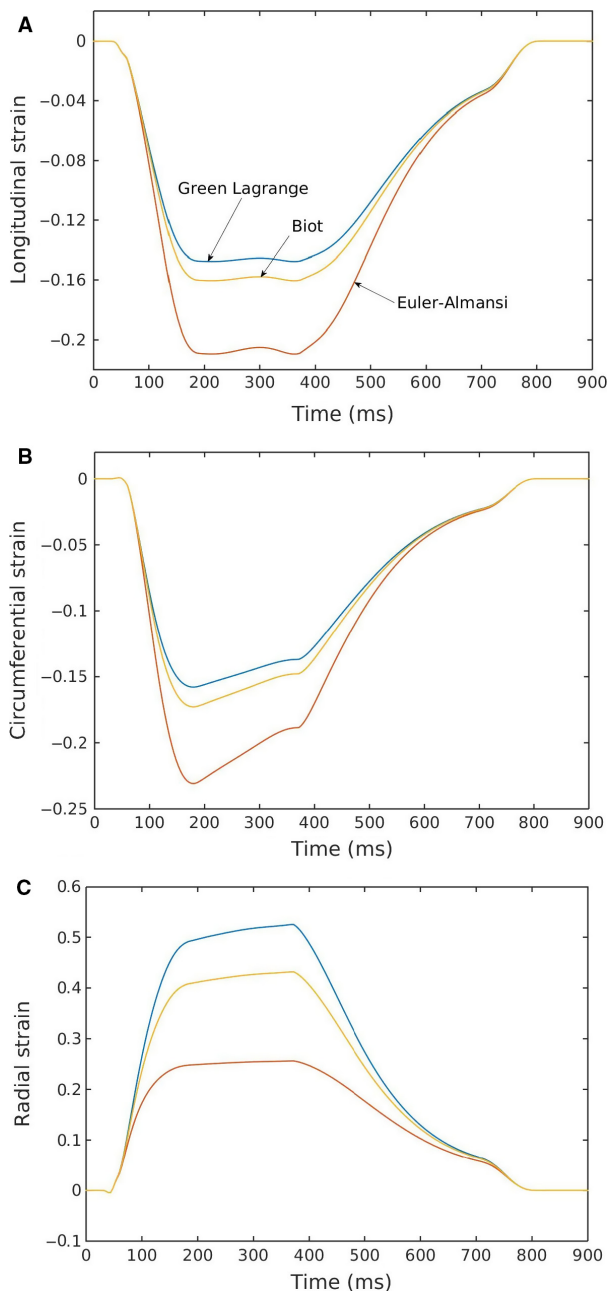 A
0
−0.04
−0.08
−0.12
−0.16
−0.2
Longitudinal strain
Green Lagrange
Biot
Euler-Almansi
0 100 200 300 400 500 600 700 800 900
Time (ms)
B
0
−0.05
−0.1
−0.15
−0.2
−0.25
Circumferential strain
0 100 200 300 400 500 600 700 800 900
Time (ms)
C
0.6
0.5
0.4
0.3
0.2
0.1
0
−0.1
Radial strain
0 100 200 300 400 500 600 700 800 900
Time (ms)